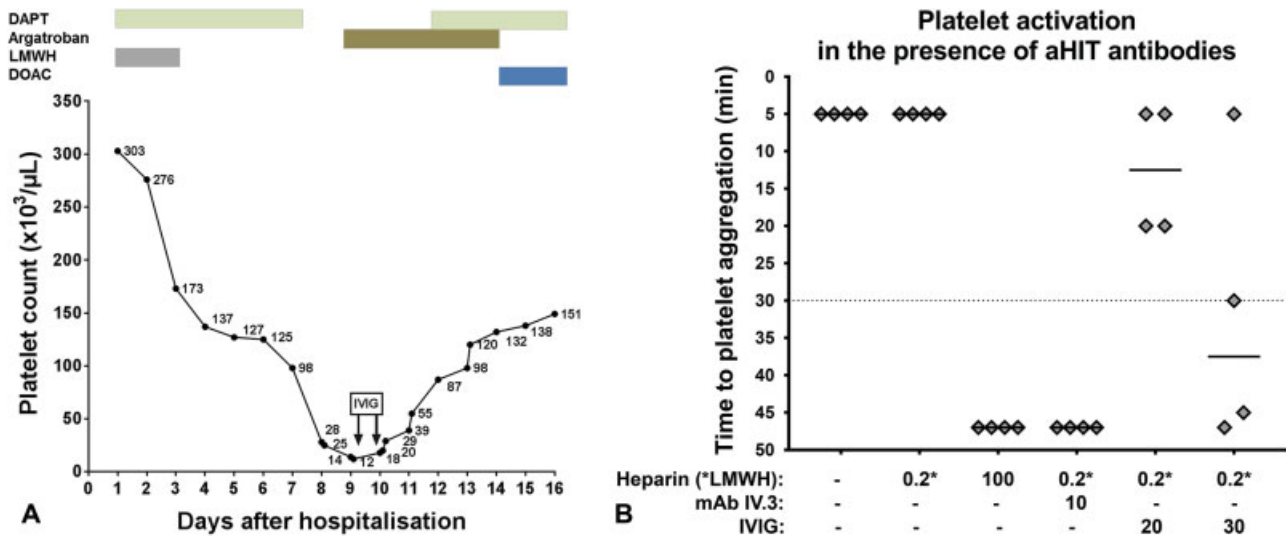 DAPT
Argatroban
LMWH
DOAC
350
300
250
200
150
100
50
0
Platelet count (x10³/µL)
303
276
173
137
127
125
98
28
25
14
12
18
20
29
39
55
87
98
120
132
138
151
IVIG
0 1 2 3 4 5 6 7 8 9 10 11 12 13 14 15 16
A Days after hospitalisation
Platelet activation
in the presence of aHIT antibodies
Time to platelet aggregation (min)
0
5
10
15
20
25
30
35
40
45
50
Heparin (*LMWH): - 0.2* 100 0.2* 0.2* 0.2*
mAb IV.3: - - - 10 - -
B IVIG: - - - - 20 30